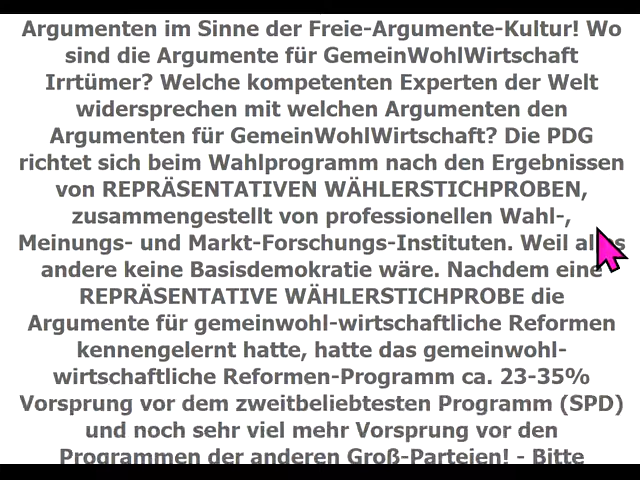 Argumenten im Sinne der Freie-Argumente-Kultur! Wo
sind die Argumente für GemeinWohlWirtschaft
Irrtümer? Welche kompetenten Experten der Welt
widersprechen mit welchen Argumenten den
Argumenten für GemeinWohlWirtschaft? Die PDG
richtet sich beim Wahlprogramm nach den Ergebnissen
von REPRÄSENTATIVEN WÄHLERSTICHPROBEN,
zusammengestellt von professionellen Wahl-,
Meinungs- und Markt-Forschungs-Instituten. Weil alles
andere keine Basisdemokratie wäre. Nachdem eine
REPRÄSENTATIVE WÄHLERSTICHPROBE die
Argumente für gemeinwohl-wirtschaftliche Reformen
kennengelernt hatte, hatte das gemeinwohl-
wirtschaftliche Reformen-Programm ca. 23-35%
Vorsprung vor dem zweitbeliebtesten Programm (SPD)
und noch sehr viel mehr Vorsprung vor den
Programmen der anderen Groß-Parteien! - Bitte